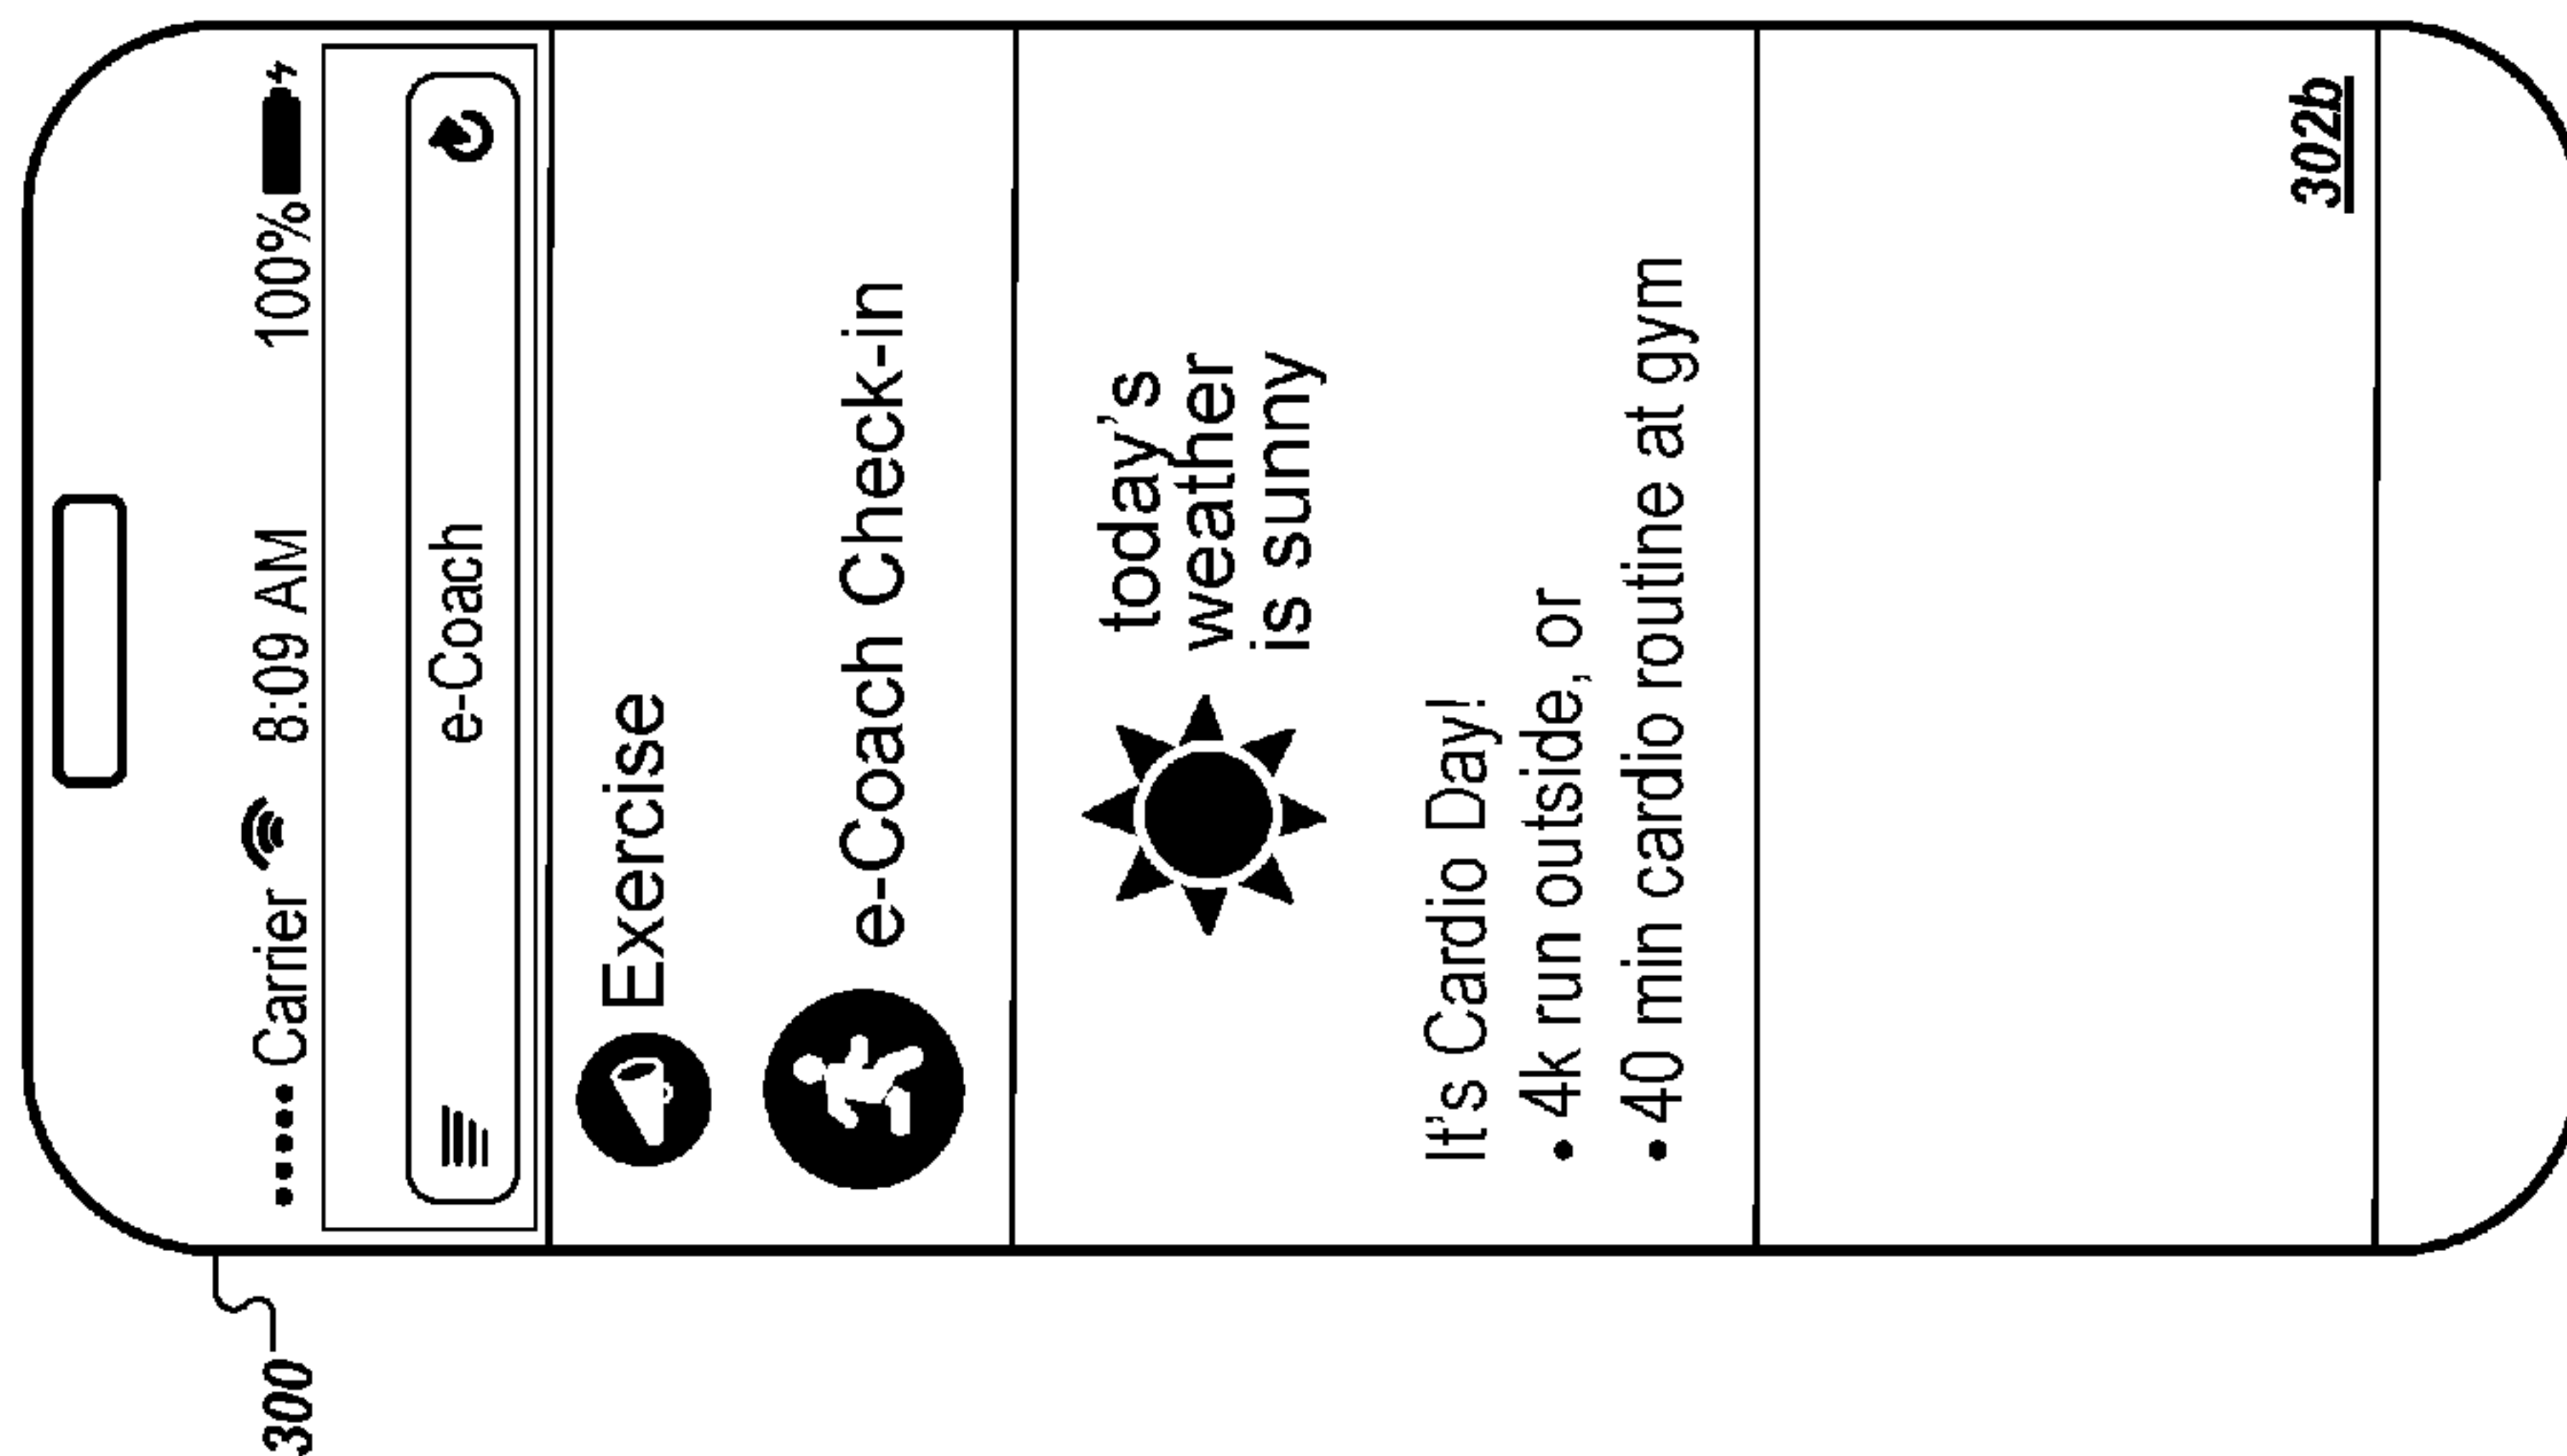 300
••••• Carrier 8:09 AM 100%
e-Coach
Exercise
e-Coach Check-in
today's
weather
is sunny
It's Cardio Day!
• 4k run outside, or
• 40 min cardio routine at gym
302b